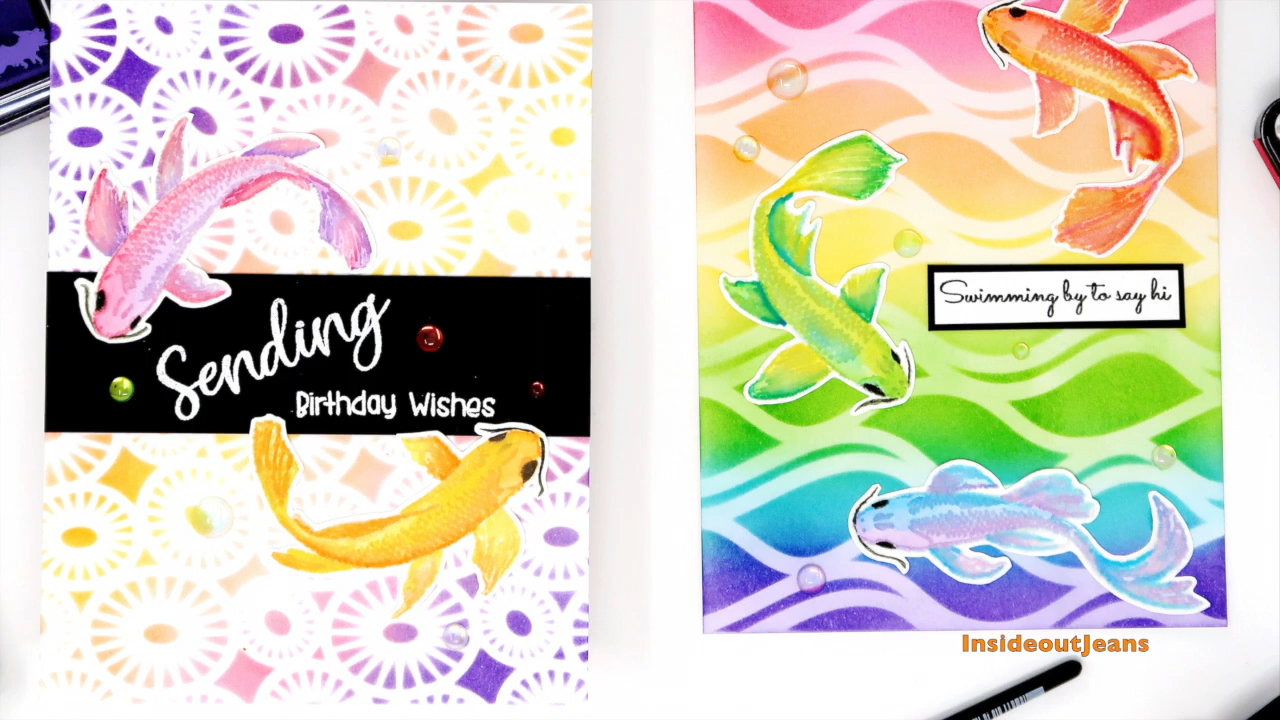 Sending
Birthday Wishes
Swimming by to say hi
InsideoutJeans